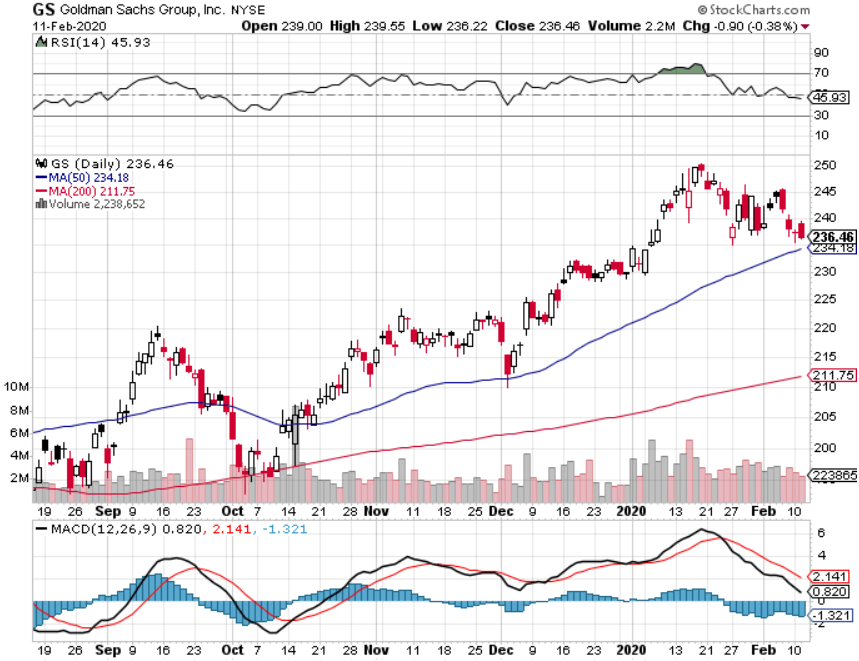 GS Goldman Sachs Group, Inc. NYSE © StockCharts.com
11-Feb-2020 Open 239.00 High 239.55 Low 236.22 Close 236.46 Volume 2.2M Chg -0.90 (-0.38%)
RSI(14) 45.93
90
70
45.93
30
10
GS (Daily) 236.46
MA(50) 234.18
MA(200) 211.75
Volume 2,238,652
250
245
240
236.46
234.18
230
225
220
215
211.75
210
205
200
223865
10M
8M
6M
4M
2M
19 26 Sep 9 16 23 Oct 7 14 21 28 Nov 11 18 25 Dec 9 16 23 2020 13 21 27 Feb 10
MACD(12,26,9) 0.820, 2.141, -1.321
6
4
2.141
0.820
0
-1.321
-2
19 26 Sep 9 16 23 Oct 7 14 21 28 Nov 11 18 25 Dec 9 16 23 2020 13 21 27 Feb 10